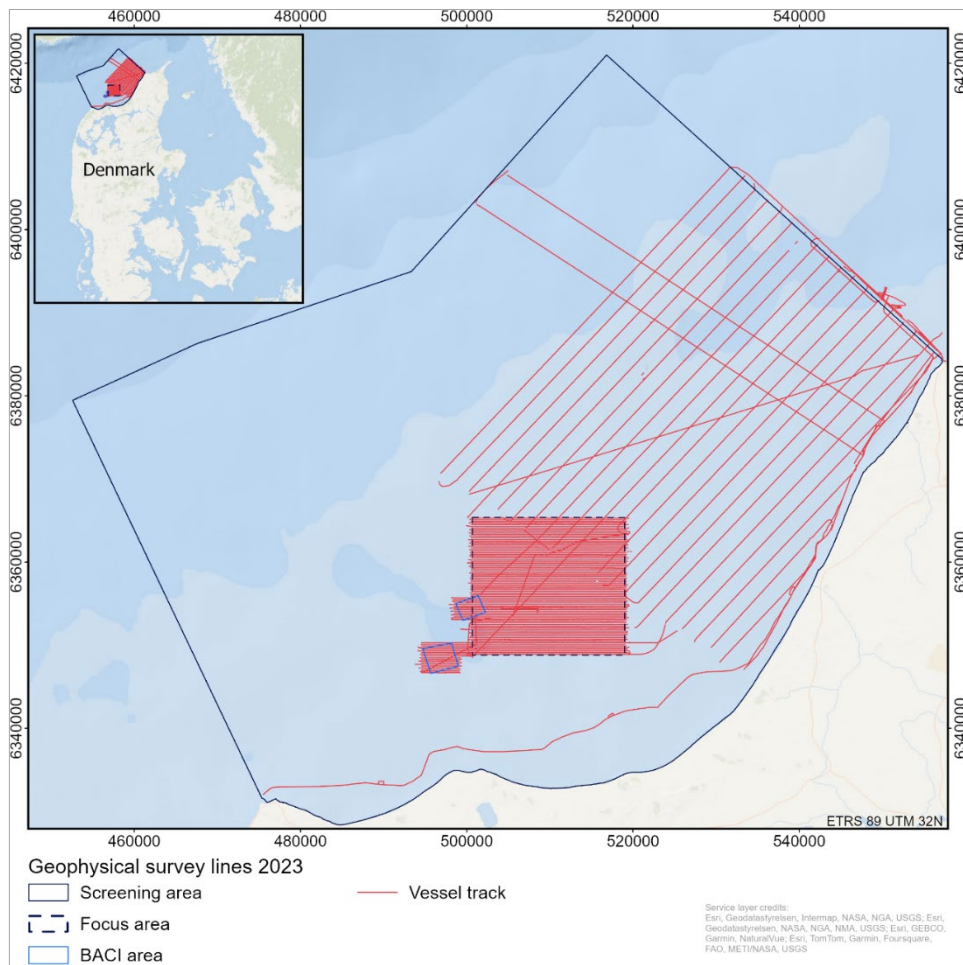 460000 480000 500000 520000 540000
6420000 6420000
Denmark
6400000 6400000
6380000 6380000
6360000 6360000
6340000 6340000
ETRS 89 UTM 32N
460000 480000 500000 520000 540000
Geophysical survey lines 2023
Screening area Vessel track
Focus area
BACI area
Service layer credits:
Esri, Geodatastyrelsen, Intermap, NASA, NGA, USGS; Esri,
Geodatastyrelsen, NASA, NGA, NMA, USGS; Esri, GEBCO,
Garmin, NaturalVue; Esri, TomTom, Garmin, Foursquare,
FAO, METI/NASA, USGS